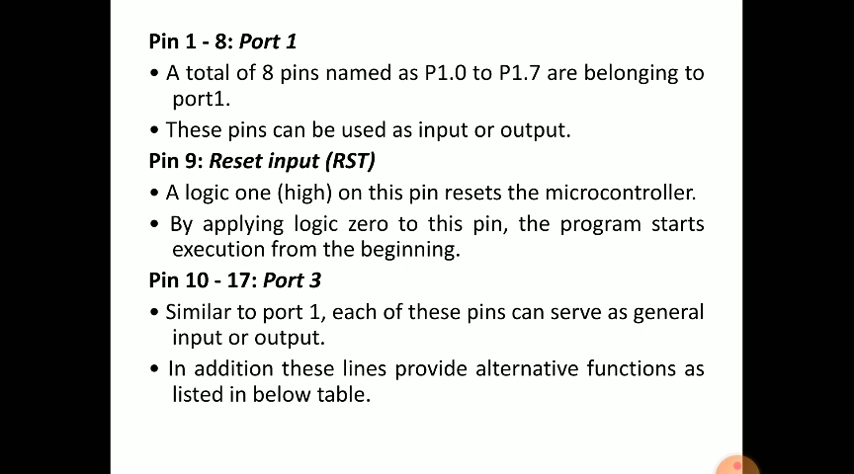 Pin 1 - 8: Port 1
• A total of 8 pins named as P1.0 to P1.7 are belonging to
port1.
• These pins can be used as input or output.
Pin 9: Reset input (RST)
• A logic one (high) on this pin resets the microcontroller.
• By applying logic zero to this pin, the program starts
execution from the beginning.
Pin 10 - 17: Port 3
• Similar to port 1, each of these pins can serve as general
input or output.
• In addition these lines provide alternative functions as
listed in below table.